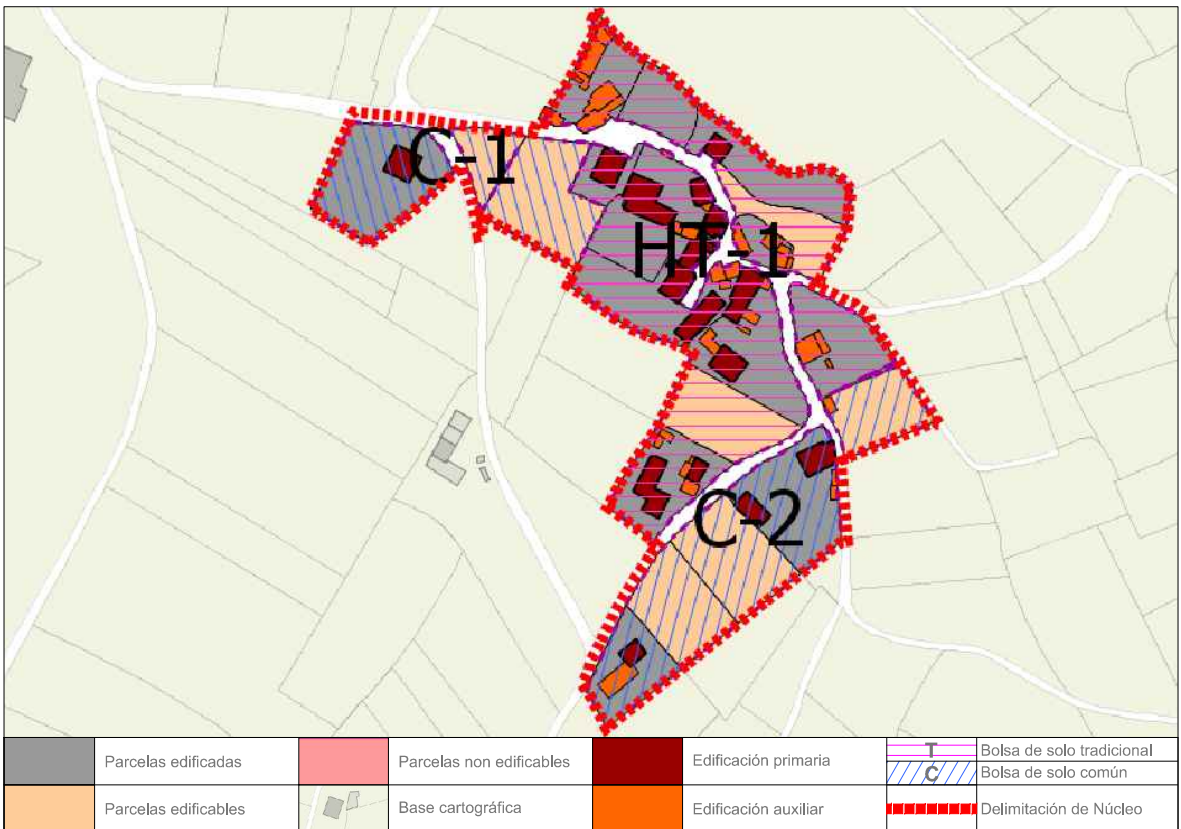 C-1
HT-1
C-2
Parcelas edificadas
Parcelas non edificables
Edificación primaria
T
Bolsa de solo tradicional
C
Bolsa de solo común
Parcelas edificables
Base cartográfica
Edificación auxiliar
Delimitación de Núcleo